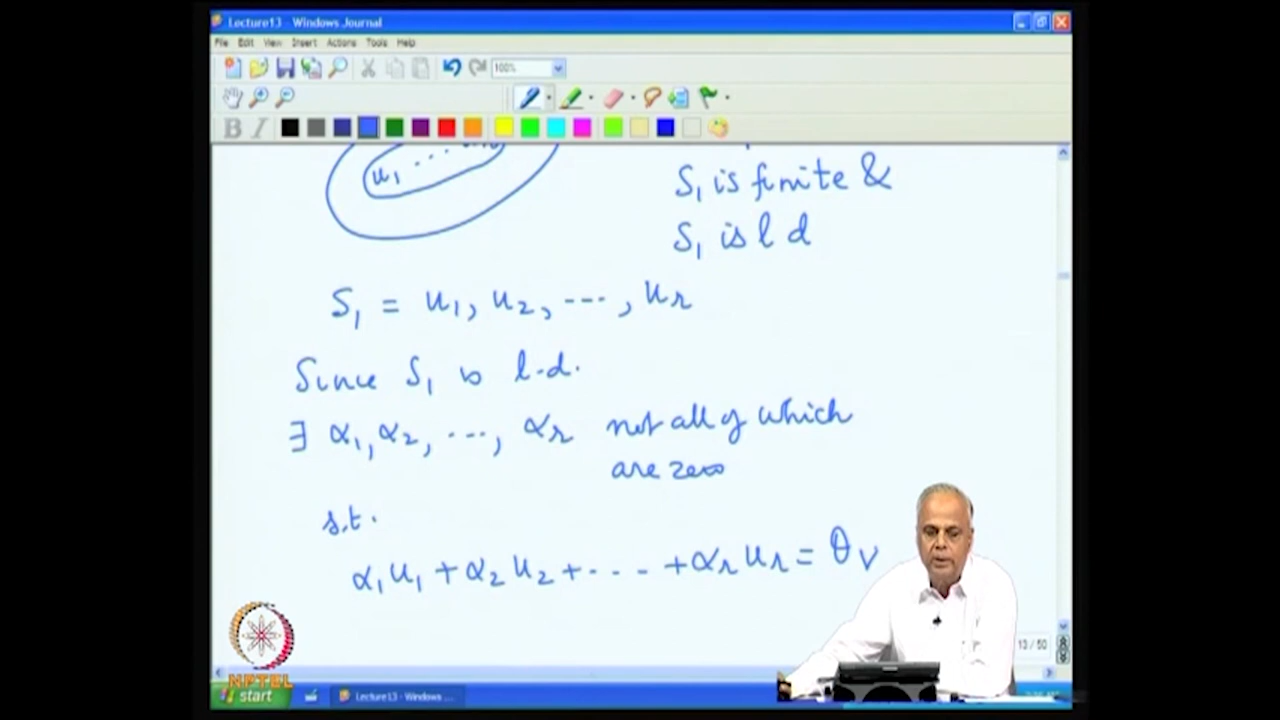 Lecture13 - Windows Journal
File Edit View Insert Actions Tools Help
100%
B I
u₁ ...
S₁ is finite &
S₁ is l d
S₁ = u₁, u₂, ---, uᵣ
Since S₁ is l.d.
∃ α₁, α₂, ---, αᵣ not all of which
are zero
s.t.
α₁u₁ + α₂u₂ + ---- + αᵣuᵣ = θᵥ
13 / 50
NPTEL
start Lecture13 - Windows ...